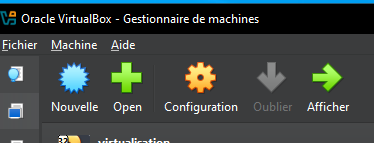 Oracle VirtualBox - Gestionnaire de machines
Fichier Machine Aide
Nouvelle Open Configuration Oublier Afficher
virtualisation